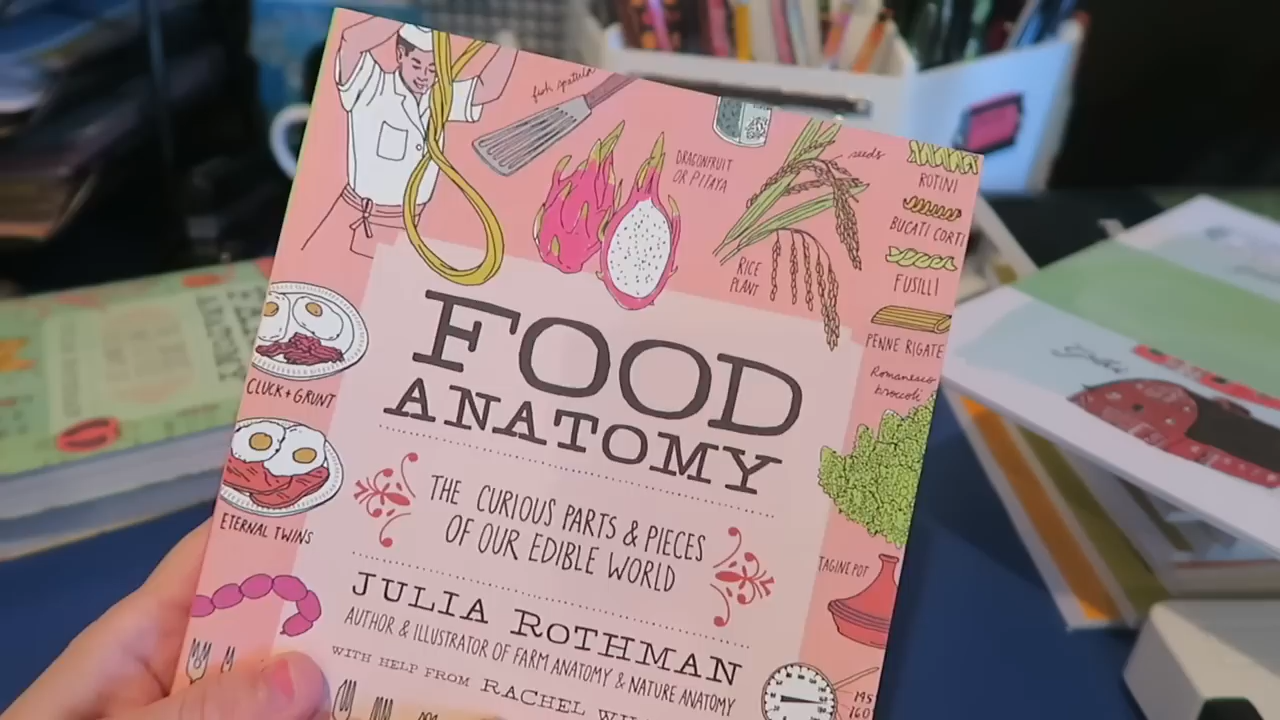 fish spatula
DRAGONFRUIT
OR PITAYA
seeds
RICE
PLANT
ROTINI
BUCATI CORTI
FUSILLI
PENNE RIGATE
Romanesco
broccoli
CLUCK + GRUNT
ETERNAL TWINS
FOOD
ANATOMY
THE CURIOUS PARTS & PIECES
OF OUR EDIBLE WORLD
JULIA ROTHMAN
AUTHOR & ILLUSTRATOR OF FARM ANATOMY & NATURE ANATOMY
WITH HELP FROM RACHEL
TAGINE POT
195
160